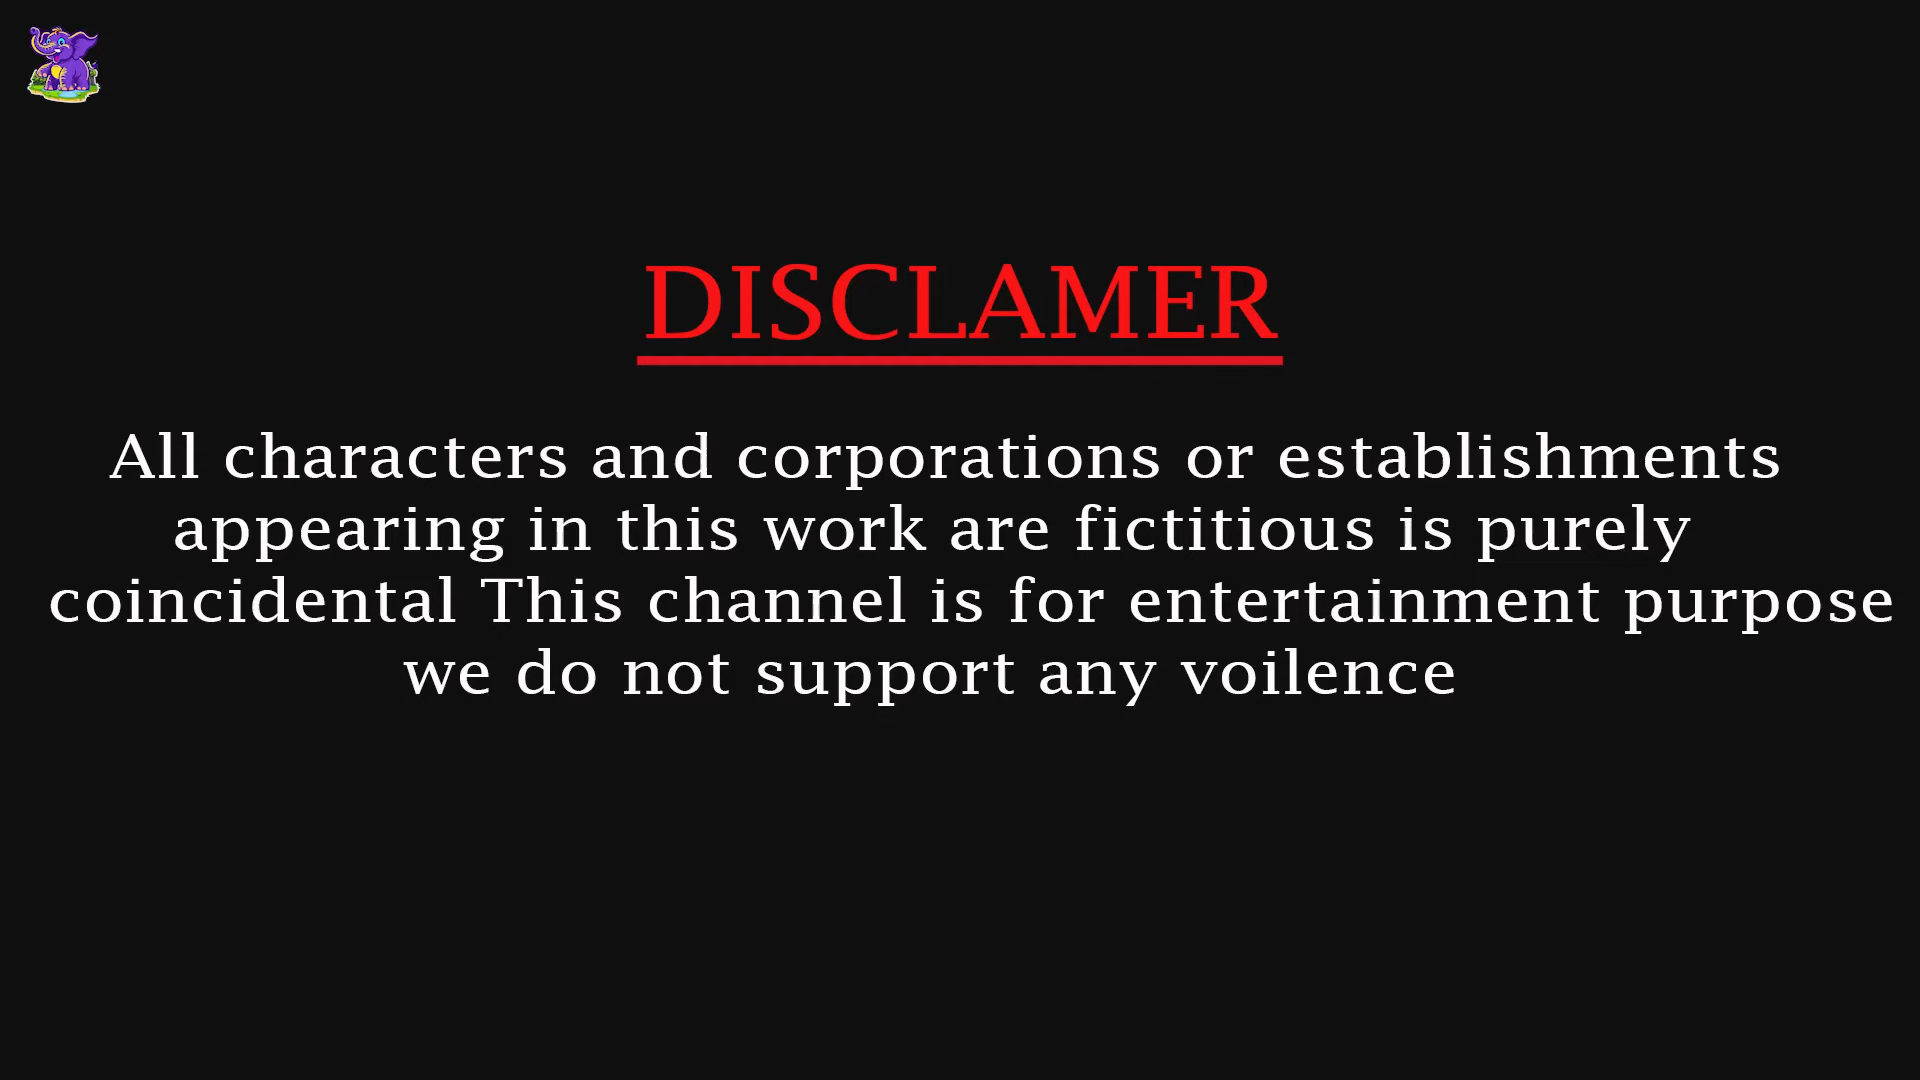 DISCLAMER
All characters and corporations or establishments
appearing in this work are fictitious is purely
coincidental This channel is for entertainment purpose
we do not support any voilence